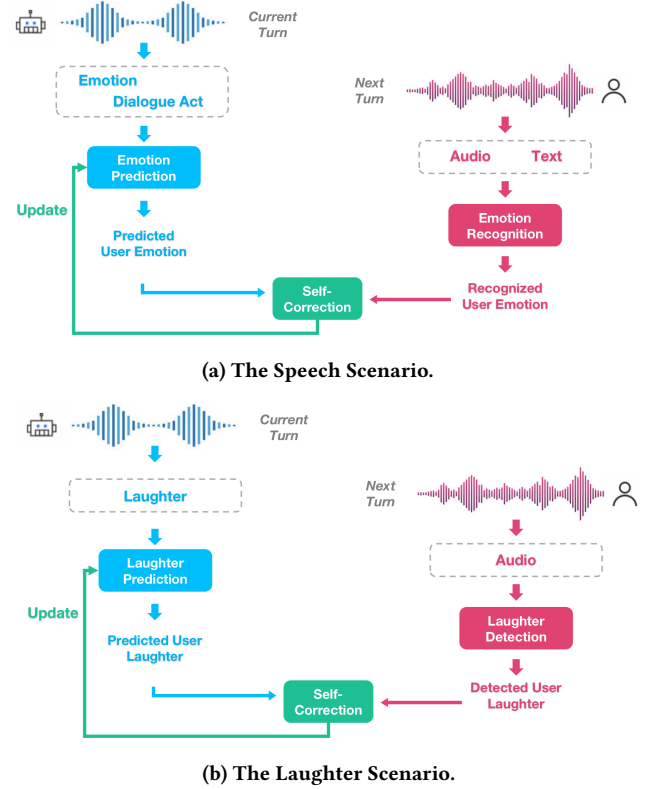 Current
Turn
Emotion
Dialogue Act
Emotion
Prediction
Update
Predicted
User Emotion
Next
Turn
Audio Text
Emotion
Recognition
Recognized
User Emotion
Self-
Correction
(a) The Speech Scenario.
Current
Turn
Laughter
Laughter
Prediction
Update
Predicted User
Laughter
Next
Turn
Audio
Laughter
Detection
Detected User
Laughter
Self-
Correction
(b) The Laughter Scenario.